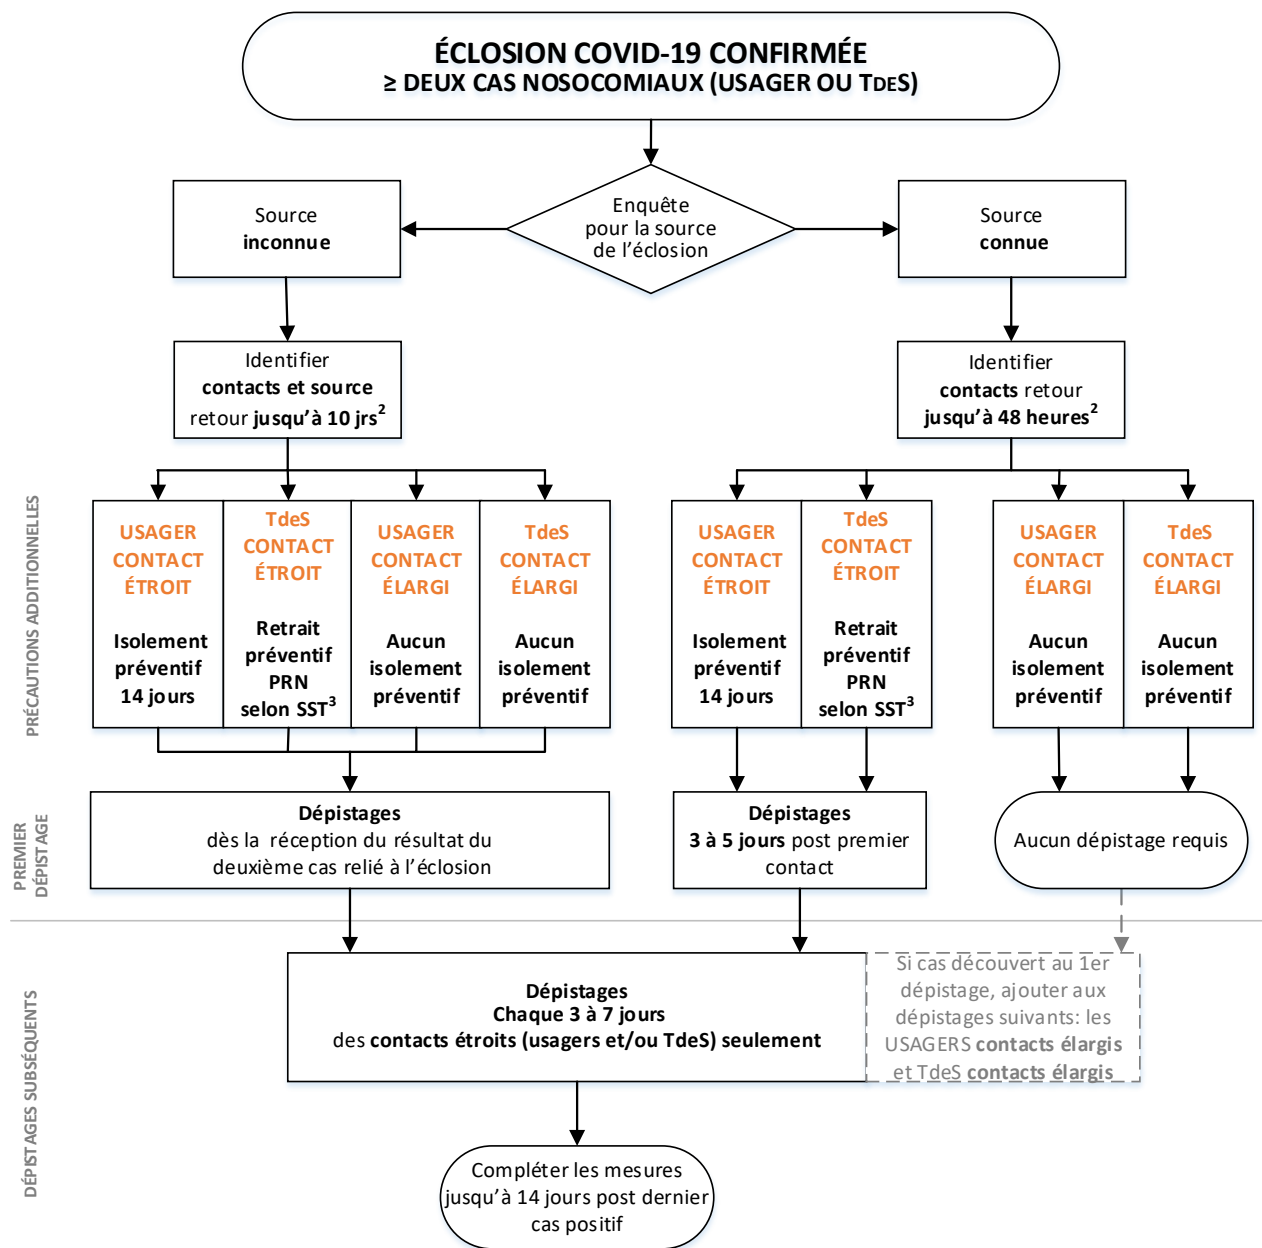 ÉCLOSION COVID-19 CONFIRMÉE
≥ DEUX CAS NOSOCOMIAUX (USAGER OU TDES)
Enquête
pour la source
de l'éclosion
Source
inconnue
Source
connue
Identifier
contacts et source
retour jusqu'à 10 jrs²
Identifier
contacts retour
jusqu'à 48 heures²
PRÉCAUTIONS ADDITIONNELLES
USAGER
CONTACT
ÉTROIT
Isolement
préventif
14 jours
TdeS
CONTACT
ÉTROIT
Retrait
préventif
PRN
selon SST³
USAGER
CONTACT
ÉLARGI
Aucun
isolement
préventif
TdeS
CONTACT
ÉLARGI
Aucun
isolement
préventif
USAGER
CONTACT
ÉTROIT
Isolement
préventif
14 jours
TdeS
CONTACT
ÉTROIT
Retrait
préventif
PRN
selon SST³
USAGER
CONTACT
ÉLARGI
Aucun
isolement
préventif
TdeS
CONTACT
ÉLARGI
Aucun
isolement
préventif
PREMIER
DÉPISTAGE
Dépistages
dès la réception du résultat du
deuxième cas relié à l'éclosion
Dépistages
3 à 5 jours post premier
contact
Aucun dépistage requis
DÉPISTAGES SUBSÉQUENTS
Dépistages
Chaque 3 à 7 jours
des contacts étroits (usagers et/ou TdeS) seulement
Si cas découvert au 1er
dépistage, ajouter aux
dépistages suivants: les
USAGERS contacts élargis
et TdeS contacts élargis
Compléter les mesures
jusqu'à 14 jours post dernier
cas positif